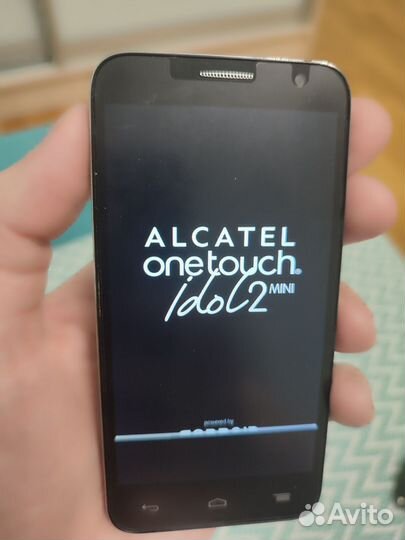 ALCATEL
onetouch®
idol2 MINI
powered by
Avito